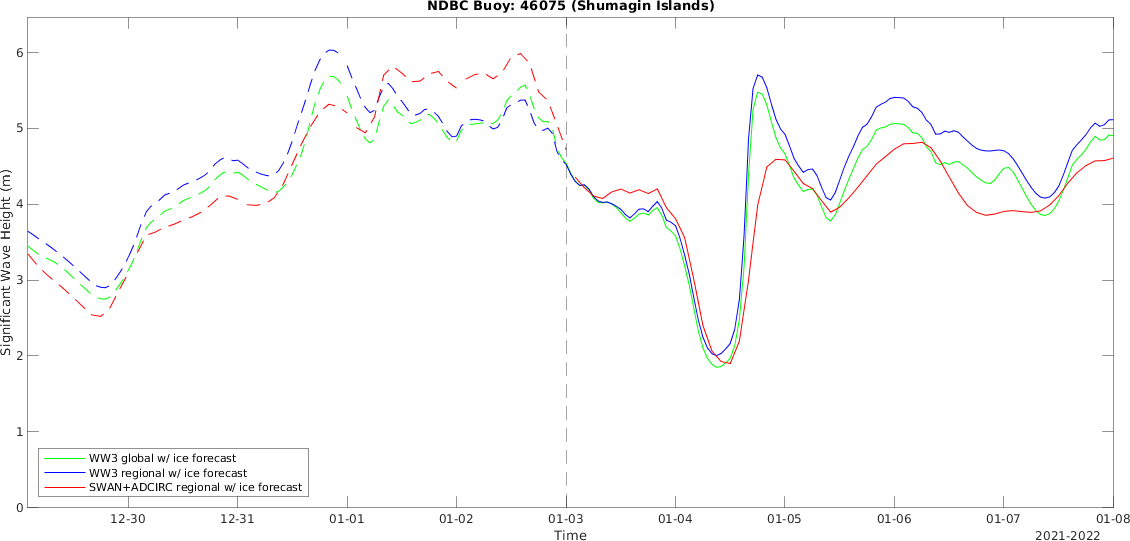 NDBC Buoy: 46075 (Shumagin Islands)
Significant Wave Height (m)
6
5
4
3
2
1
0
WW3 global w/ ice forecast
WW3 regional w/ ice forecast
SWAN+ADCIRC regional w/ ice forecast
12-30 12-31 01-01 01-02 01-03 01-04 01-05 01-06 01-07 01-08
Time
2021-2022